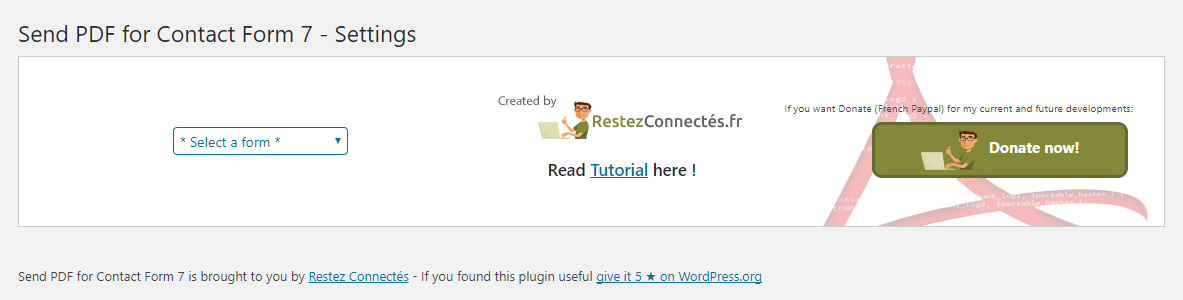 Send PDF for Contact Form 7 - Settings
* Select a form *
Created by
RestezConnectés.fr
Read Tutorial here !
If you want Donate (French Paypal) for my current and future developments:
Donate now!
Send PDF for Contact Form 7 is brought to you by Restez Connectés - If you found this plugin useful give it 5 ★ on WordPress.org